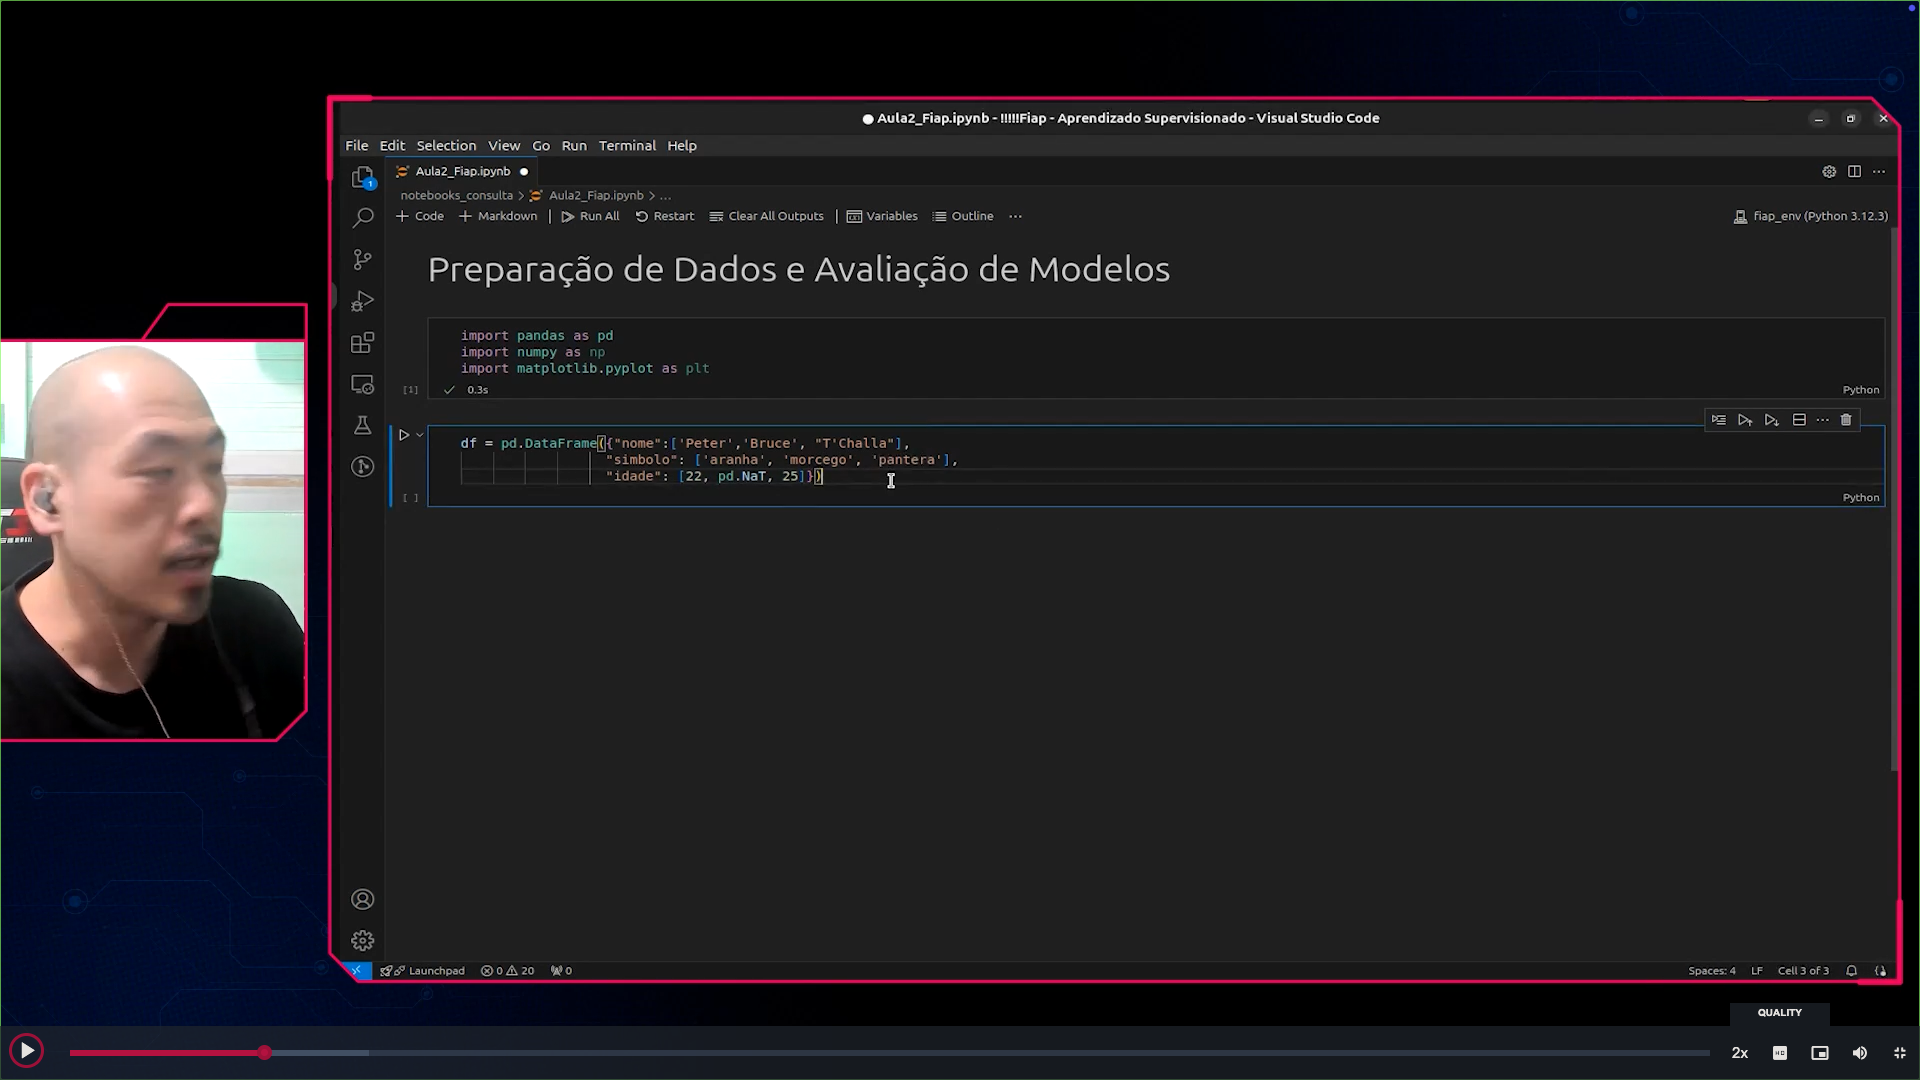 Aula2_Fiap.ipynb - !!!!!Fiap - Aprendizado Supervisionado - Visual Studio Code
File Edit Selection View Go Run Terminal Help
Aula2_Fiap.ipynb
1
notebooks_consulta > Aula2_Fiap.ipynb > ...
Code Markdown Run All Restart Clear All Outputs Variables Outline ... fiap_env (Python 3.12.3)
Preparação de Dados e Avaliação de Modelos
import pandas as pd
import numpy as np
import matplotlib.pyplot as plt
[1] 0.3s Python
df = pd.DataFrame({"nome":['Peter','Bruce', "T'Challa"],
"simbolo": ['aranha', 'morcego', 'pantera'],
"idade": [22, pd.NaT, 25]})
[ ] Python
Launchpad 0 20 0 Spaces: 4 LF Cell 3 of 3
QUALITY
2x HD